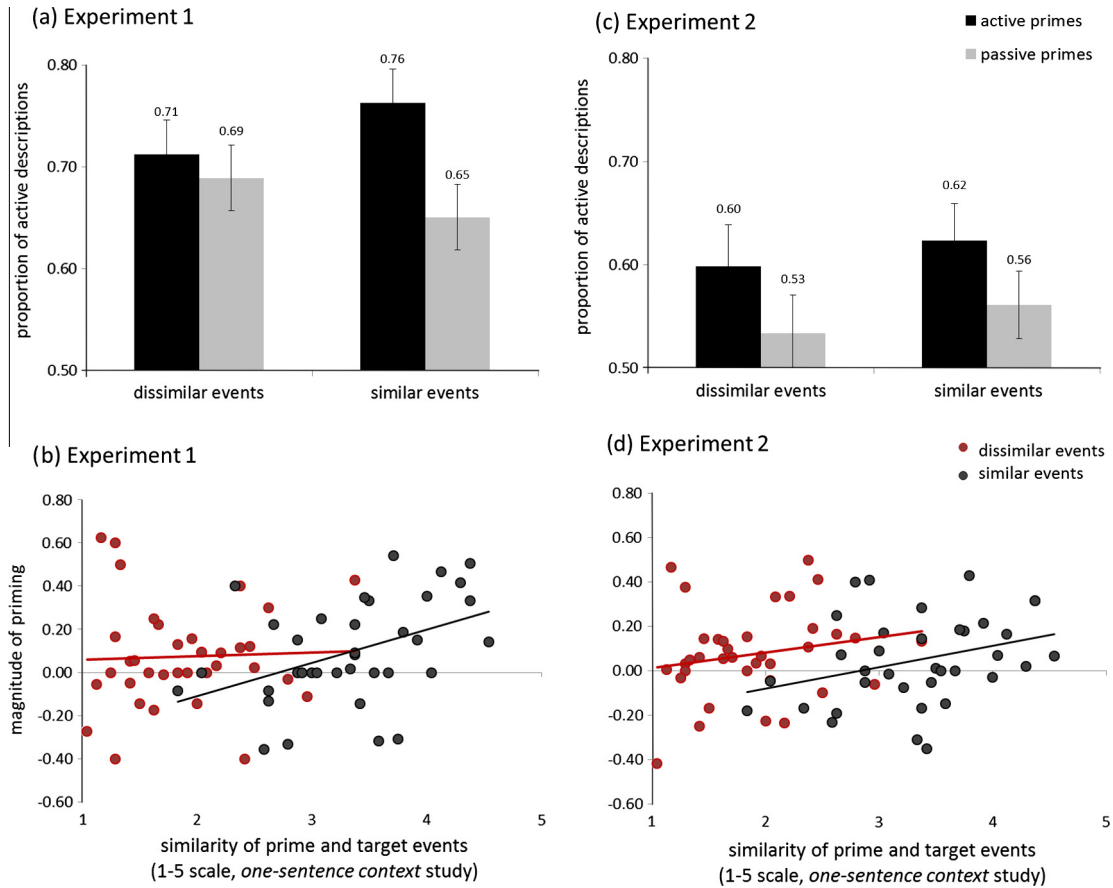 (a) Experiment 1
proportion of active descriptions
0.80
0.70
0.60
0.50
0.71
0.69
0.76
0.65
dissimilar events
similar events
(c) Experiment 2
active primes
passive primes
proportion of active descriptions
0.80
0.70
0.60
0.50
0.60
0.53
0.62
0.56
dissimilar events
similar events
(b) Experiment 1
magnitude of priming
0.80
0.60
0.40
0.20
0.00
-0.20
-0.40
-0.60
1
2
3
4
5
similarity of prime and target events
(1-5 scale, one-sentence context study)
(d) Experiment 2
dissimilar events
similar events
0.80
0.60
0.40
0.20
0.00
-0.20
-0.40
-0.60
1
2
3
4
5
similarity of prime and target events
(1-5 scale, one-sentence context study)